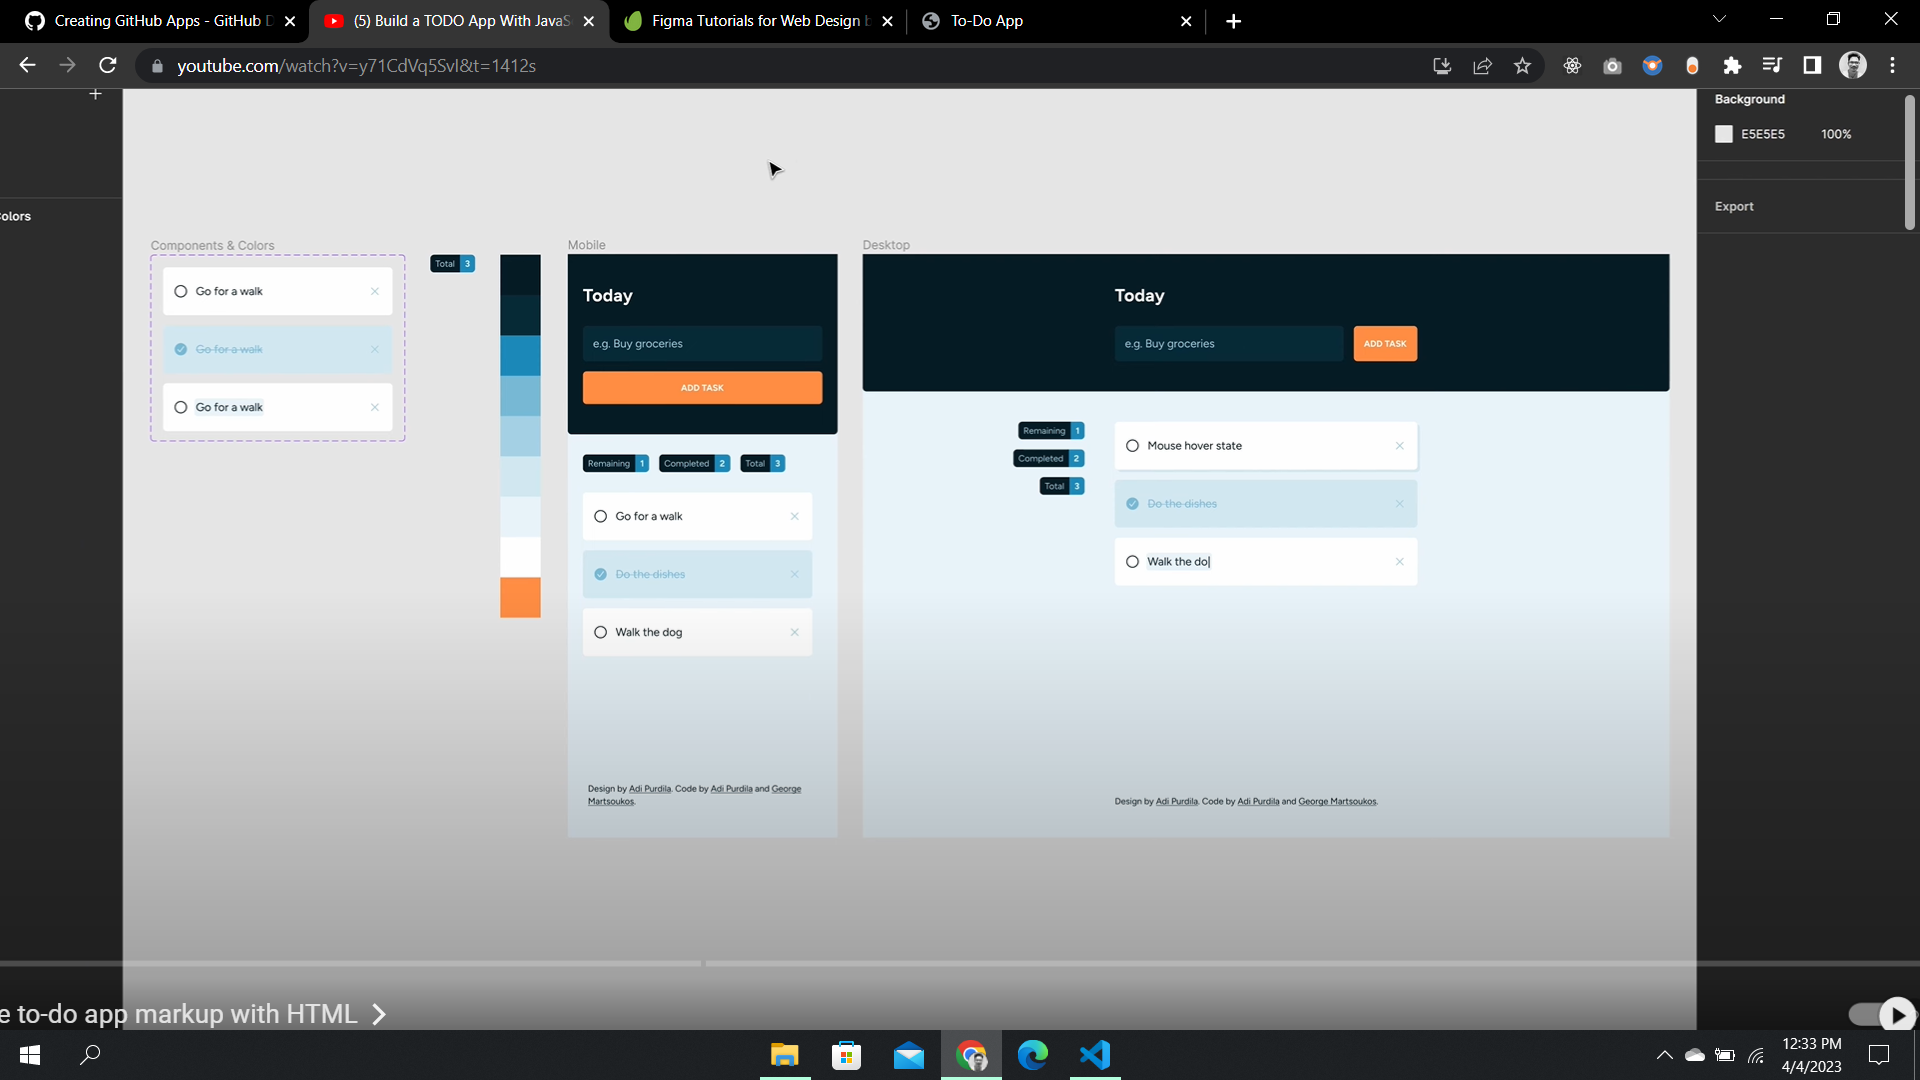 Creating GitHub Apps - GitHub D
(5) Build a TODO App With JavaS
Figma Tutorials for Web Design b
To-Do App
youtube.com/watch?v=y71CdVq5SvI&t=1412s
Background
E5E5E5 100%
Export
olors
Components & Colors
Go for a walk
Go for a walk
Go for a walk
Total 3
Mobile
Today
e.g. Buy groceries
ADD TASK
Remaining 1 Completed 2 Total 3
Go for a walk
Do the dishes
Walk the dog
Design by Adi Purdila. Code by Adi Purdila and George
Martsoukos.
Desktop
Today
e.g. Buy groceries ADD TASK
Remaining 1
Completed 2
Total 3
Mouse hover state
Do the dishes
Walk the do
Design by Adi Purdila. Code by Adi Purdila and George Martsoukos.
e to-do app markup with HTML
12:33 PM
4/4/2023